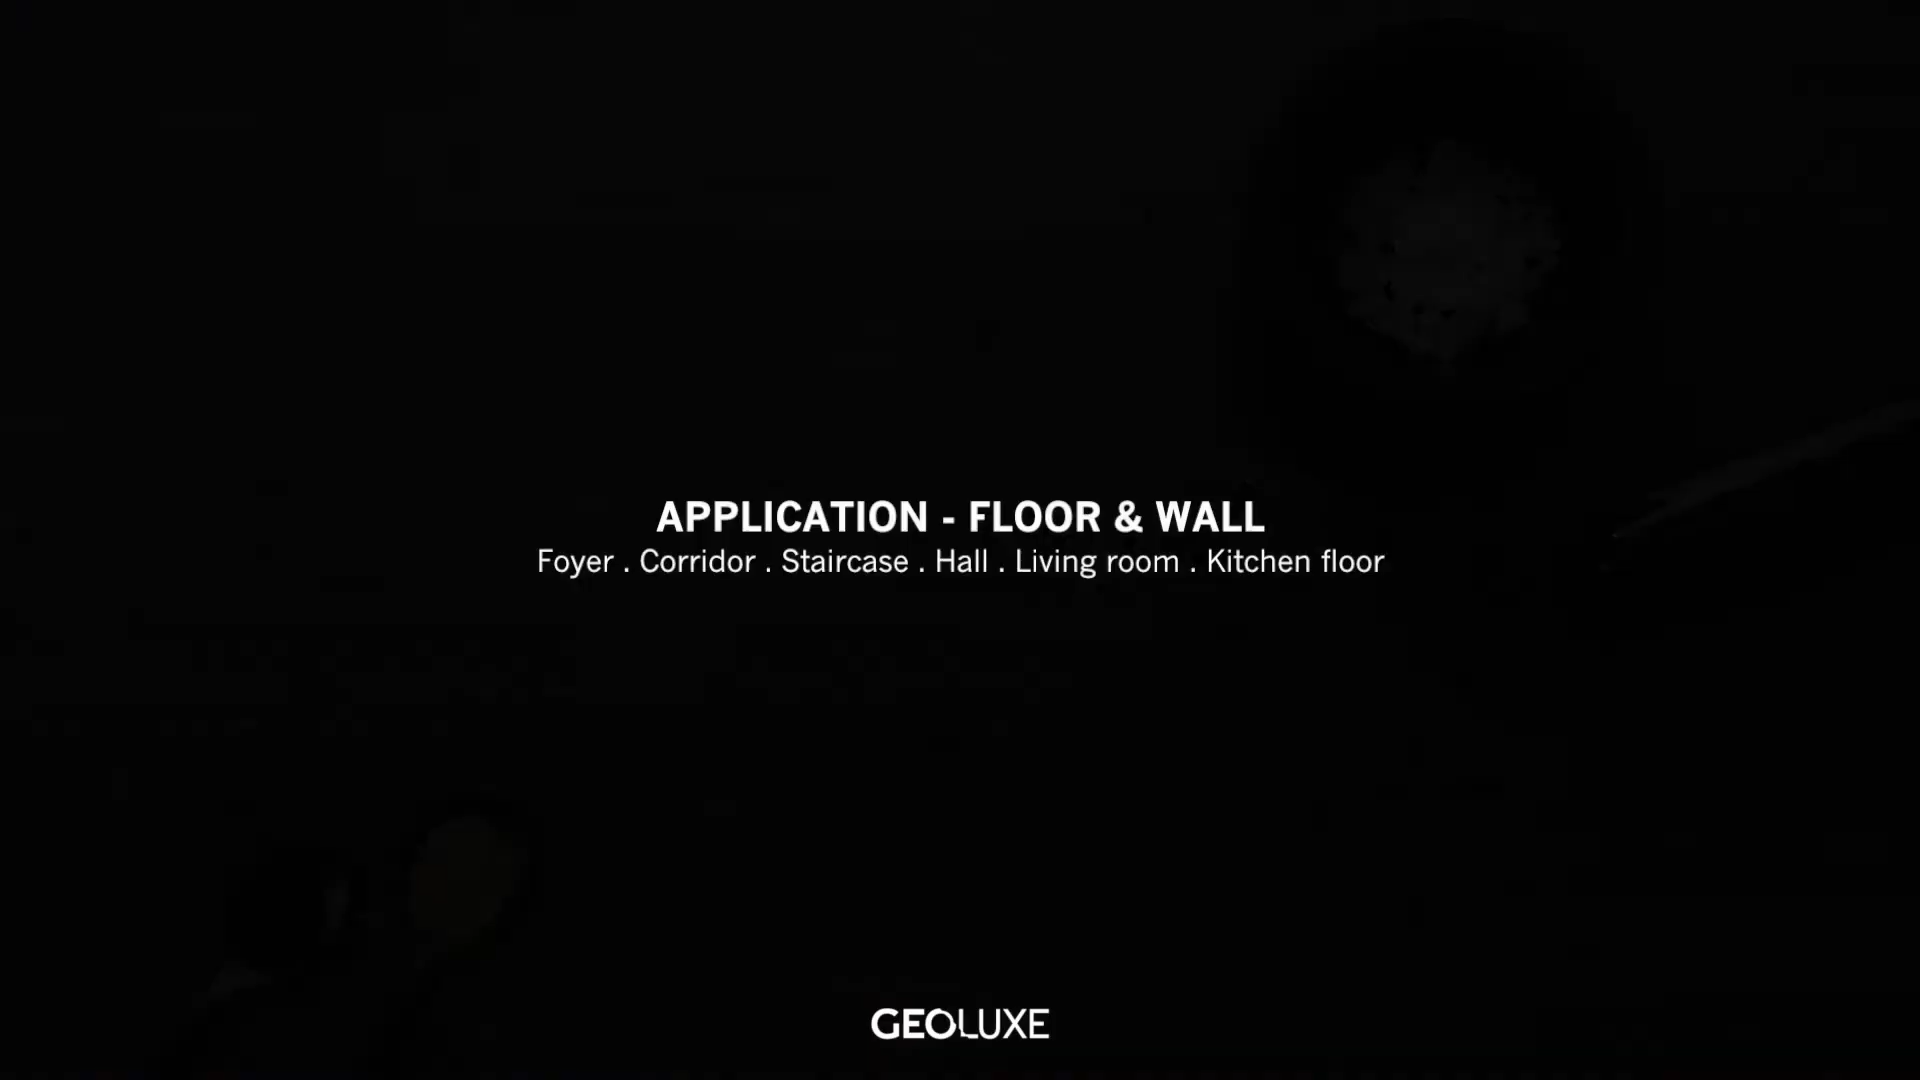 APPLICATION - FLOOR & WALL
Foyer . Corridor . Staircase . Hall . Living room . Kitchen floor
GEOLUXE